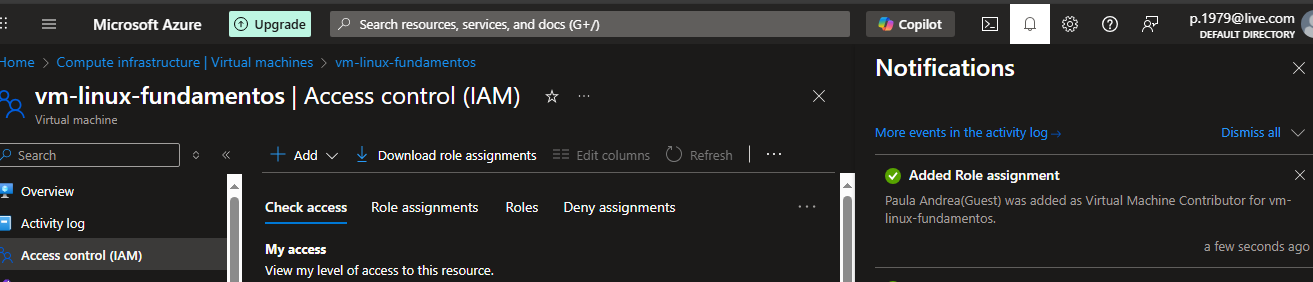 Microsoft Azure
Upgrade
Search resources, services, and docs (G+/)
Copilot
p.1979@live.com
DEFAULT DIRECTORY
Home > Compute infrastructure | Virtual machines > vm-linux-fundamentos
vm-linux-fundamentos | Access control (IAM)
Virtual machine
Search
Add
Download role assignments
Edit columns
Refresh
Overview
Activity log
Access control (IAM)
Check access
Role assignments
Roles
Deny assignments
My access
View my level of access to this resource.
Notifications
More events in the activity log →
Dismiss all
Added Role assignment
Paula Andrea(Guest) was added as Virtual Machine Contributor for vm-
linux-fundamentos.
a few seconds ago